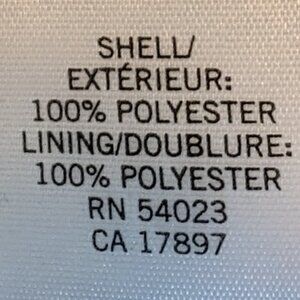 SHELL/
EXTÉRIEUR:
100% POLYESTER
LINING/DOUBLURE:
100% POLYESTER
RN 54023
CA 17897